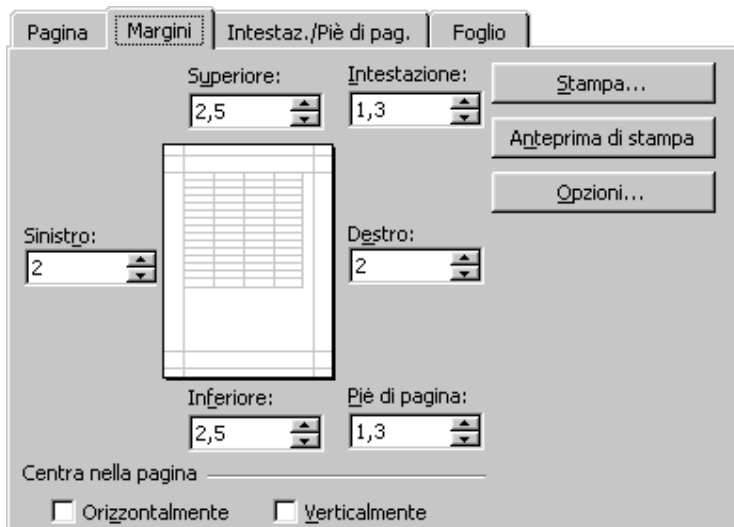 Pagina Margini Intestaz./Piè di pag. Foglio
Superiore: Intestazione:
2,5 1,3
Stampa...
Anteprima di stampa
Opzioni...
Sinistro: Destro:
2 2
Inferiore: Piè di pagina:
2,5 1,3
Centra nella pagina
Orizzontalmente Verticalmente